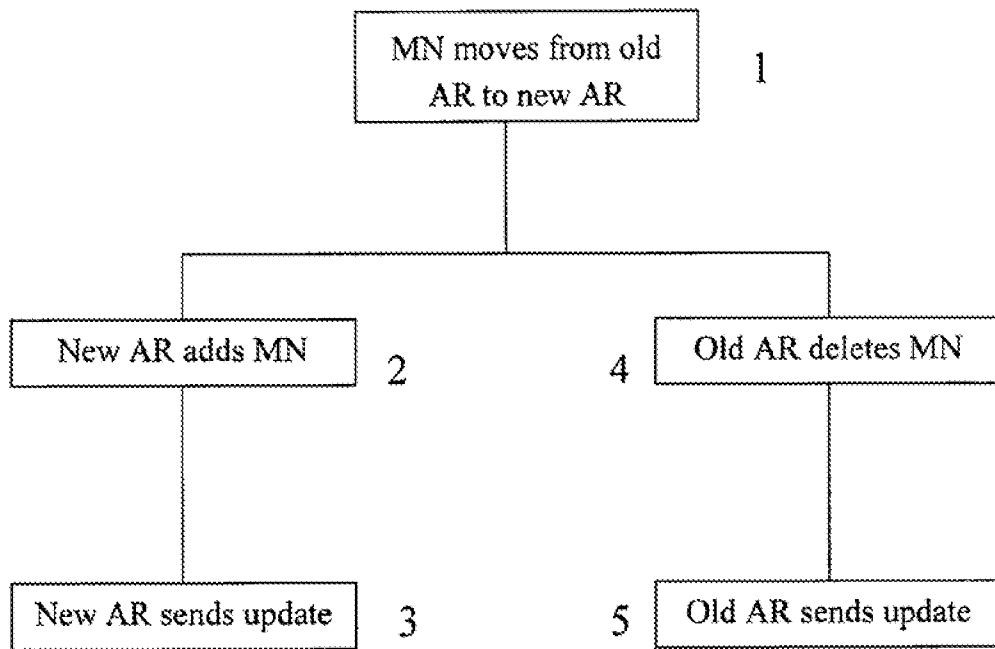 MN moves from old
AR to new AR
1
New AR adds MN
2
4
Old AR deletes MN
New AR sends update
3
5
Old AR sends update